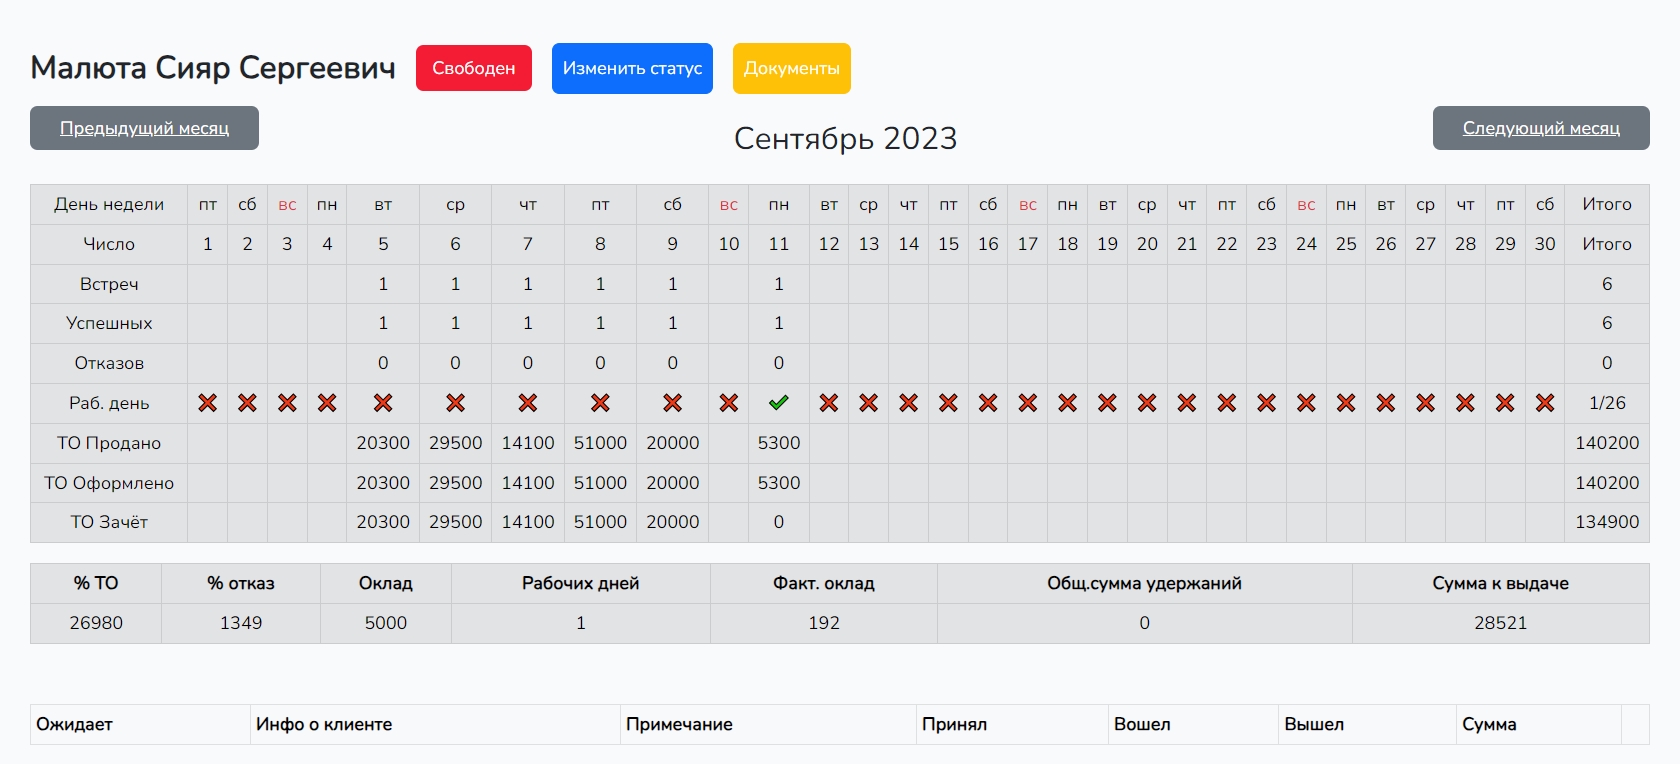 Малюта Сияр Сергеевич Свободен Изменить статус Документы
Предыдущий месяц Сентябрь 2023 Следующий месяц
День недели пт сб вс пн вт ср чт пт сб вс пн вт ср чт пт сб вс пн вт ср чт пт сб вс пн вт ср чт пт сб Итого
Число 1 2 3 4 5 6 7 8 9 10 11 12 13 14 15 16 17 18 19 20 21 22 23 24 25 26 27 28 29 30 Итого
Встреч 1 1 1 1 1 1 6
Успешных 1 1 1 1 1 1 6
Отказов 0 0 0 0 0 0 0
Раб. день 1/26
ТО Продано 20300 29500 14100 51000 20000 5300 140200
ТО Оформлено 20300 29500 14100 51000 20000 5300 140200
ТО Зачёт 20300 29500 14100 51000 20000 0 134900
% ТО % отказ Оклад Рабочих дней Факт. оклад Общ.сумма удержаний Сумма к выдаче
26980 1349 5000 1 192 0 28521
Ожидает Инфо о клиенте Примечание Принял Вошел Вышел Сумма